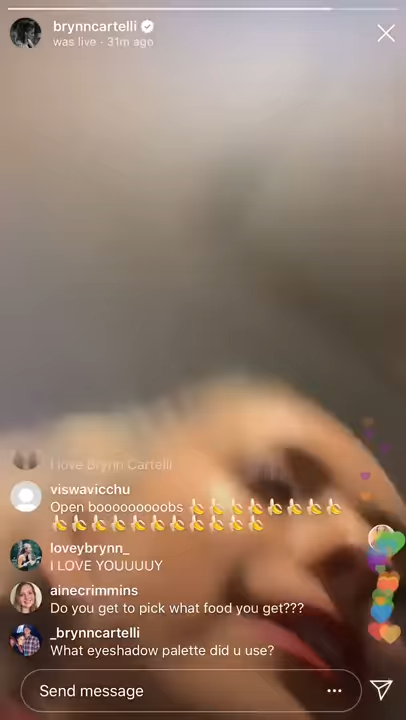 brynncartelli
was live · 31m ago
I love Brynn Cartelli
viswavicchu
Open booooooooobs 🍌🍌🍌🍌🍌🍌🍌🍌
🍌🍌🍌🍌🍌🍌🍌🍌🍌🍌🍌
loveybrynn_
I LOVE YOUUUUY
ainecrimmins
Do you get to pick what food you get???
_brynncartelli
What eyeshadow palette did u use?
Send message